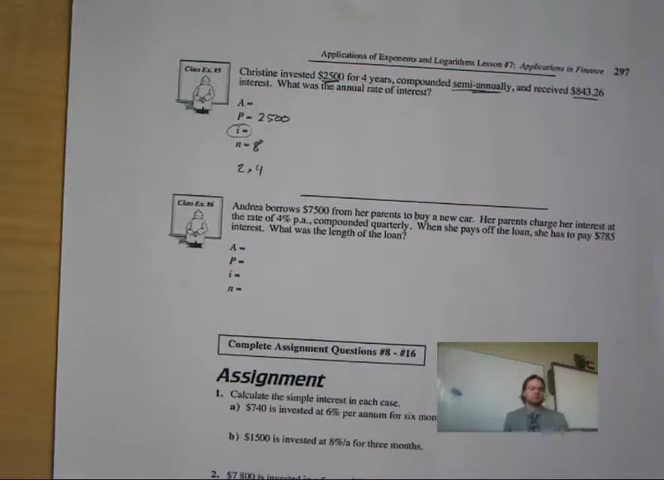 Applications of Exponents and Logarithms Lesson #7: Applications in Finance 297
Class Ex. #5
Christine invested $2500 for 4 years, compounded semi-annually, and received $843.26
interest. What was the annual rate of interest?
A =
P = 2500
i =
n = 8
2 × 4
Class Ex. #6
Andrea borrows $7500 from her parents to buy a new car. Her parents charge her interest at
the rate of 4% p.a., compounded quarterly. When she pays off the loan, she has to pay $785
interest. What was the length of the loan?
A =
P =
i =
n =
Complete Assignment Questions #8 - #16
Assignment
1. Calculate the simple interest in each case.
a) $740 is invested at 6% per annum for six mon
b) $1500 is invested at 8%/a for three months.
2. $7 800 is